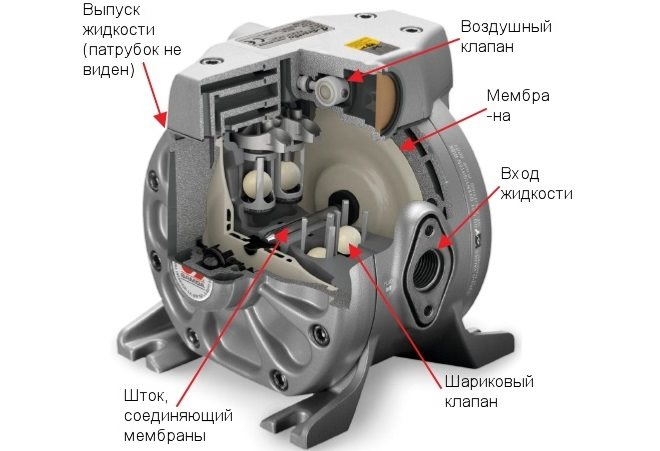 Выпуск
жидкости
(патрубок не
виден)
Воздушный
клапан
Мембра
-на
Вход
жидкости
Шток,
соединяющий
мембраны
Шариковый
клапан